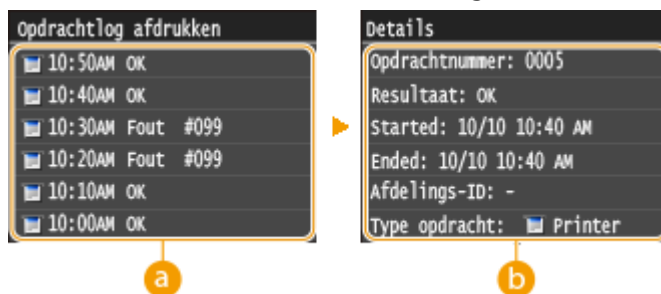 Opdrachtlog afdrukken
10:50AM OK
10:40AM OK
10:30AM Fout #099
10:20AM Fout #099
10:10AM OK
10:00AM OK
a
Details
Opdrachtnummer: 0005
Resultaat: OK
Started: 10/10 10:40 AM
Ended: 10/10 10:40 AM
Afdelings-ID: -
Type opdracht: Printer
b